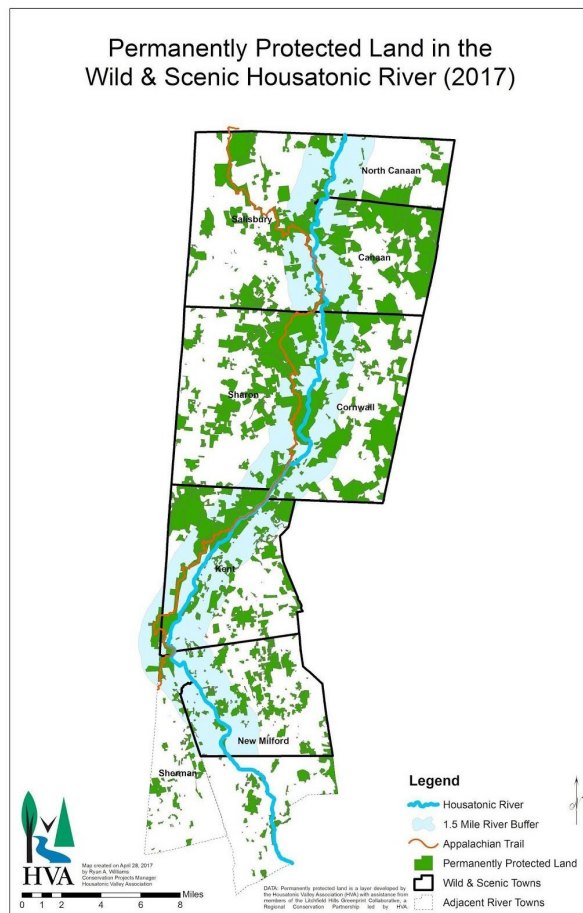 Permanently Protected Land in the
Wild & Scenic Housatonic River (2017)
North Canaan
Salisbury
Canaan
Sharon
Cornwall
Kent
New Milford
Sherman
Legend
Housatonic River
1.5 Mile River Buffer
Appalachian Trail
Permanently Protected Land
Wild & Scenic Towns
Adjacent River Towns
HVA
Map created on April 28, 2017
by Ryan A. Williams
Conservation Projects Manager
Housatonic Valley Association
Miles
0 1 2 4 6 8
DATA: Permanently protected land is a layer developed by
the Housatonic Valley Association (HVA) with assistance from
members of the Litchfield Hills Greenprint Collaborative, a
Regional Conservation Partnership led by HVA.